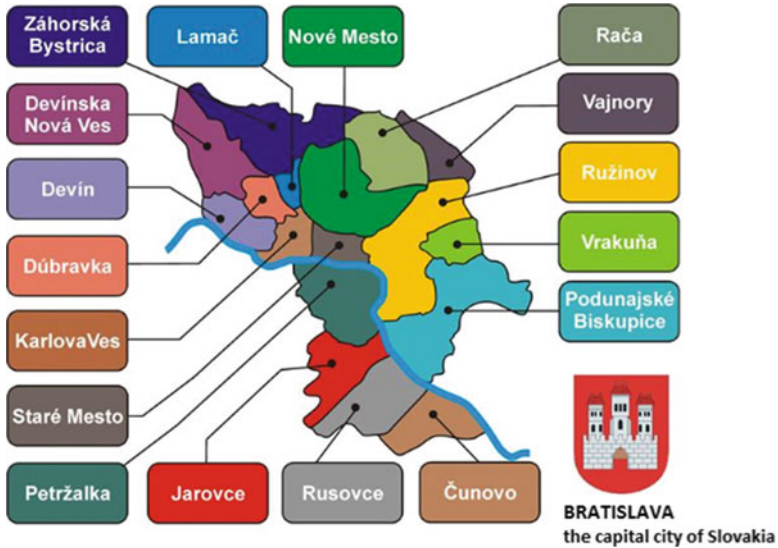 Záhorská
Bystrica
Lamač
Nové Mesto
Rača
Devínska
Nová Ves
Vajnory
Devín
Ružinov
Dúbravka
Vrakuňa
KarlovaVes
Podunajské
Biskupice
Staré Mesto
Petržalka
Jarovce
Rusovce
Čunovo
BRATISLAVA
the capital city of Slovakia